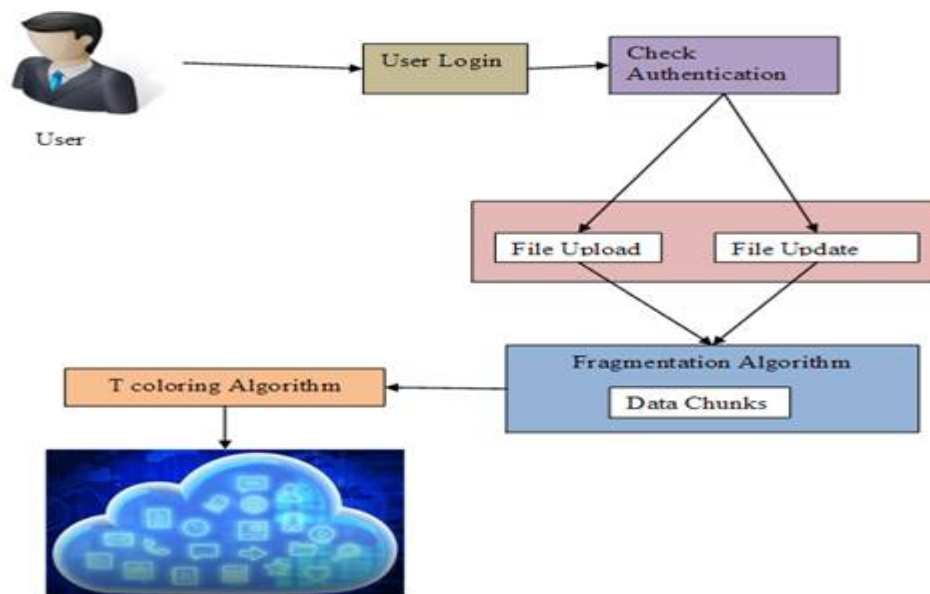 User
User Login
Check
Authentication
File Upload
File Update
Fragmentation Algorithm
Data Chunks
T coloring Algorithm